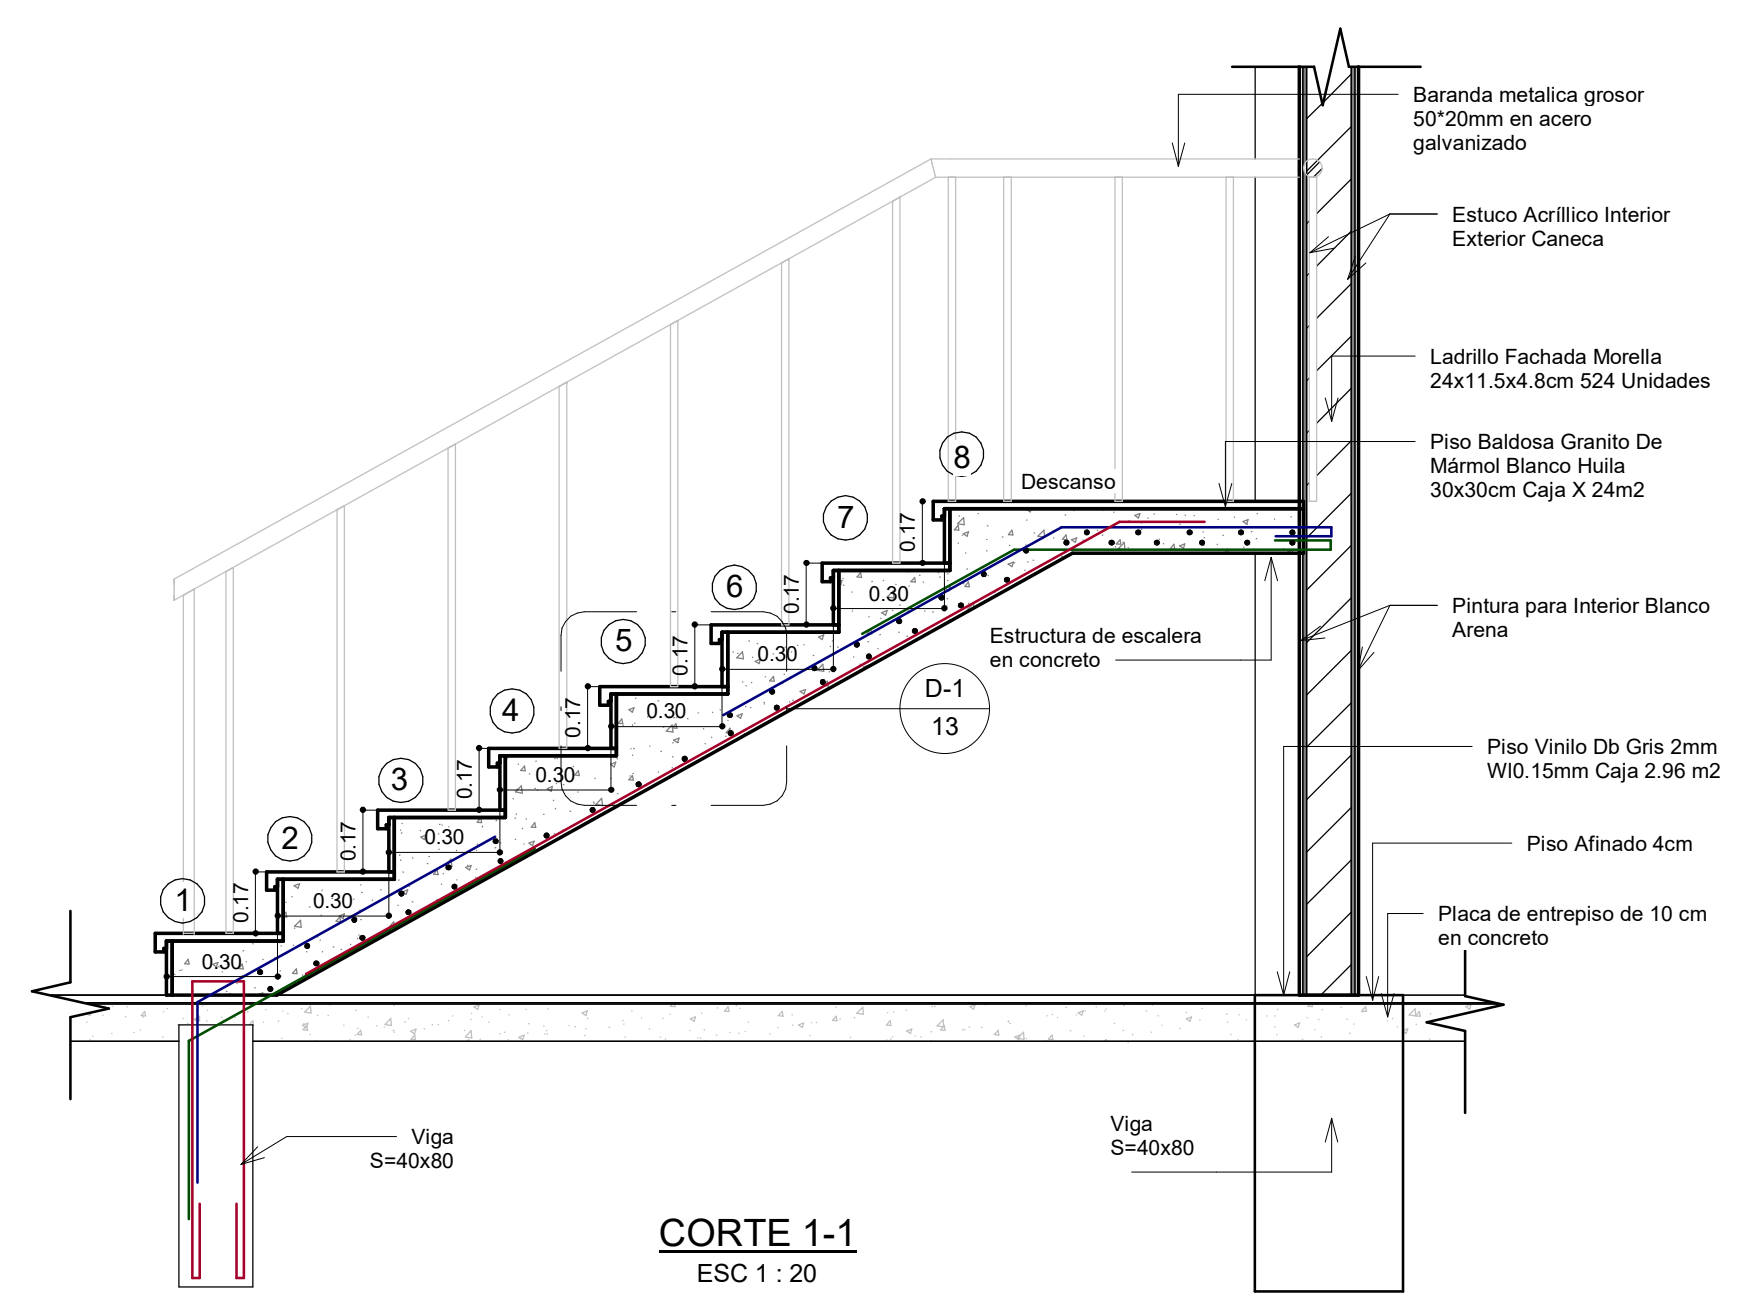 Baranda metalica grosor
50*20mm en acero
galvanizado
Estuco Acríllico Interior
Exterior Caneca
Ladrillo Fachada Morella
24x11.5x4.8cm 524 Unidades
8
Piso Baldosa Granito De
Mármol Blanco Huila
30x30cm Caja X 24m2
Descanso
7
0.17
6
0.17
0.30
Pintura para Interior Blanco
Arena
Estructura de escalera
en concreto
5
0.17
0.30
D-1
13
4
0.17
0.30
Piso Vinilo Db Gris 2mm
Wl0.15mm Caja 2.96 m2
3
0.17
0.30
2
0.17
0.30
Piso Afinado 4cm
1
0.17
0.30
Placa de entrepiso de 10 cm
en concreto
0.30
Viga
S=40x80
Viga
S=40x80
CORTE 1-1
ESC 1 : 20